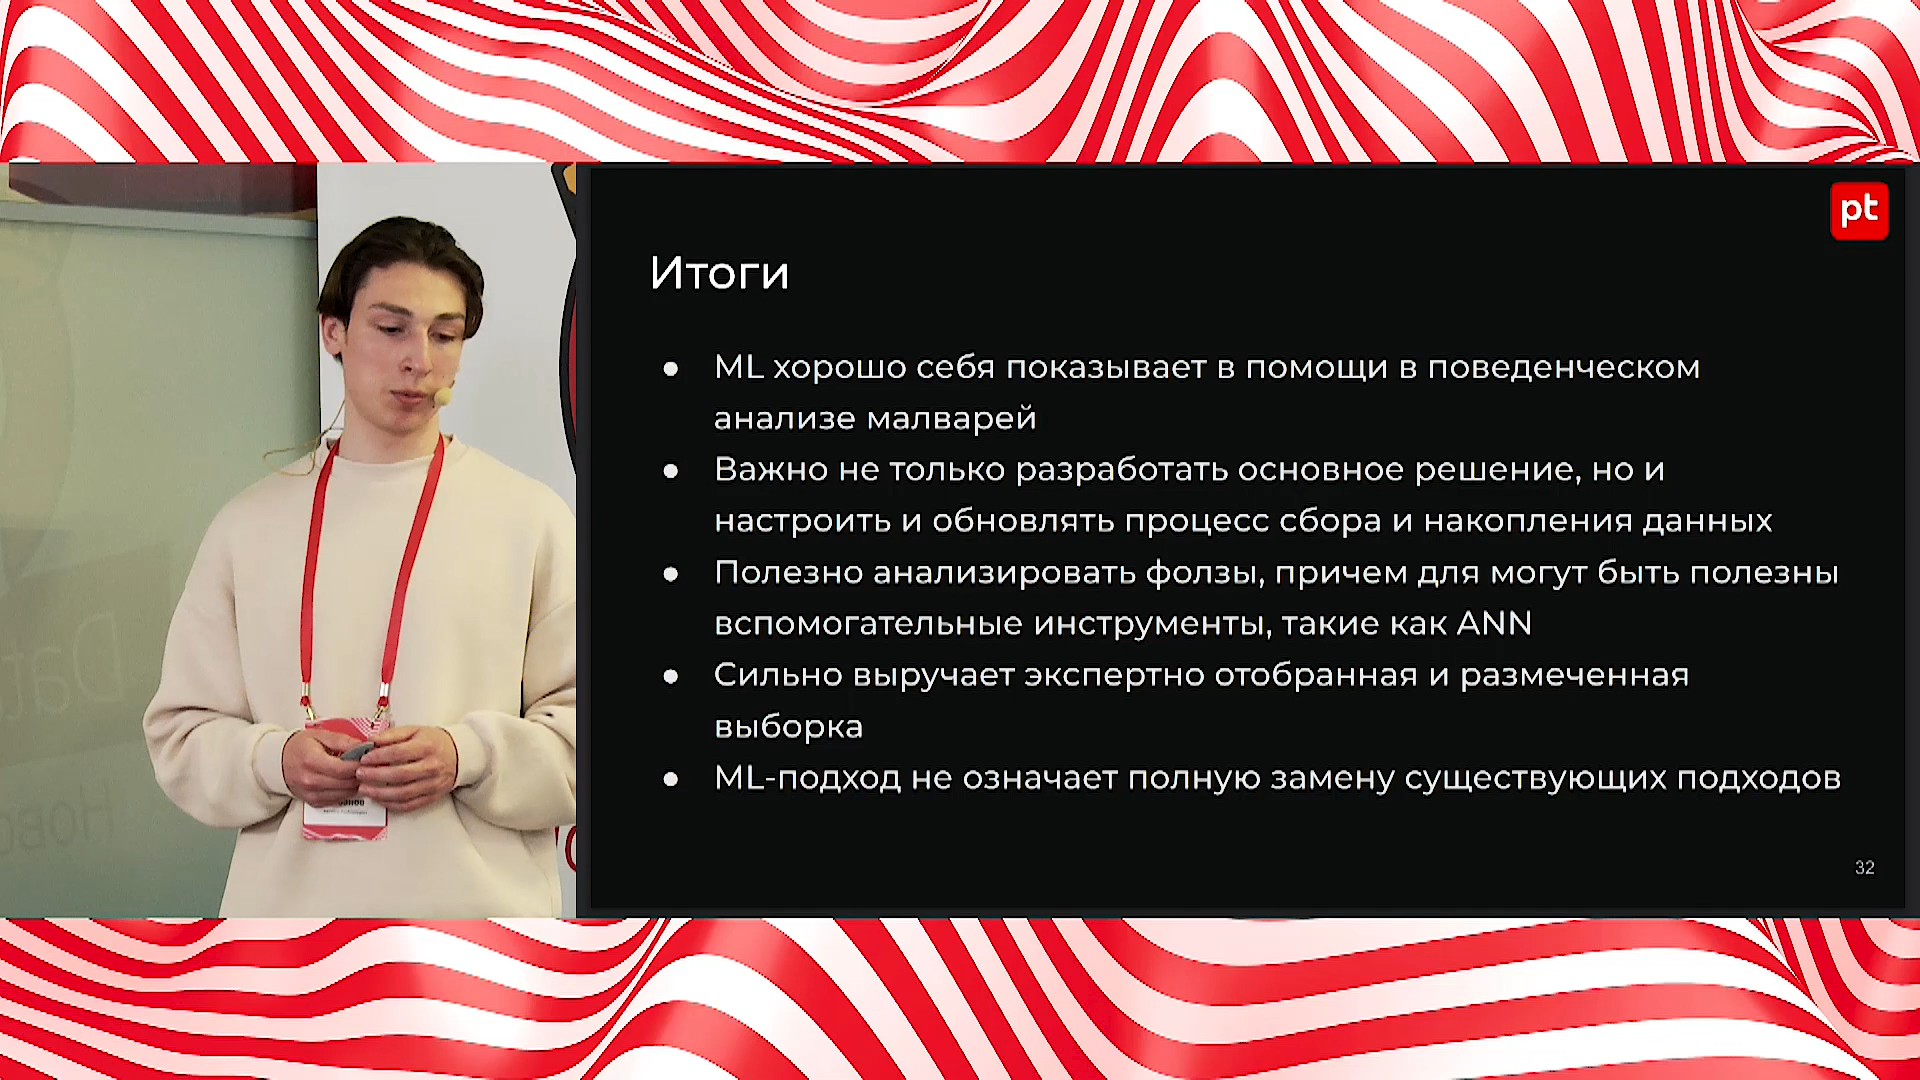 pt
Итоги
● ML хорошо себя показывает в помощи в поведенческом
анализе малварей
● Важно не только разработать основное решение, но и
настроить и обновлять процесс сбора и накопления данных
● Полезно анализировать фолзы, причем для могут быть полезны
вспомогательные инструменты, такие как ANN
● Сильно выручает экспертно отобранная и размеченная
выборка
● ML-подход не означает полную замену существующих подходов
32